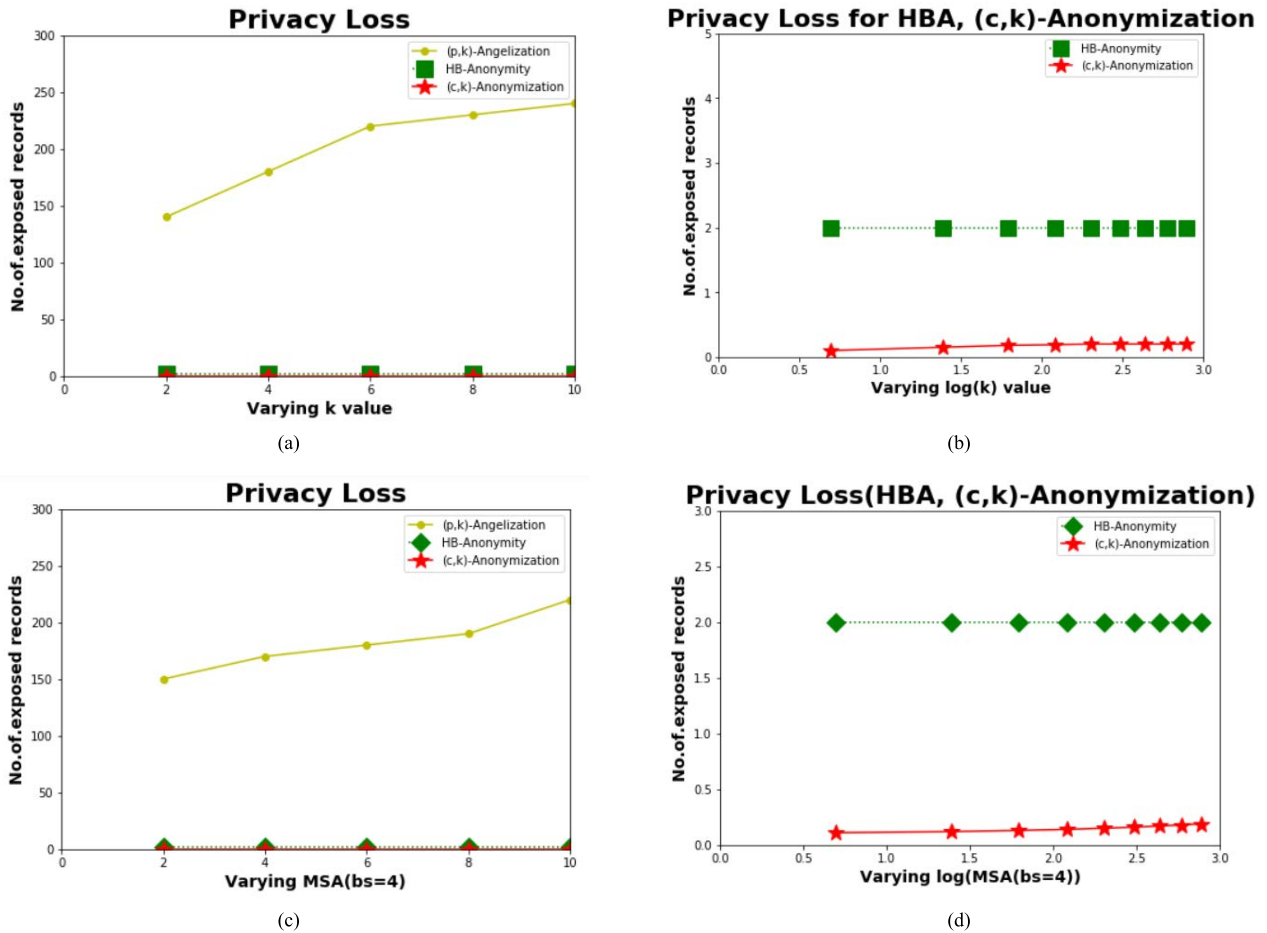 Privacy Loss
300
250
200
150
100
50
0
No.of.exposed records
(p,k)-Angelization
HB-Anonymity
(c,k)-Anonymization
0 2 4 6 8 10
Varying k value
(a)
Privacy Loss for HBA, (c,k)-Anonymization
5
4
3
2
1
0
No.of.exposed records
HB-Anonymity
(c,k)-Anonymization
0.0 0.5 1.0 1.5 2.0 2.5 3.0
Varying log(k) value
(b)
Privacy Loss
300
250
200
150
100
50
0
No.of.exposed records
(p,k)-Angelization
HB-Anonymity
(c,k)-Anonymization
0 2 4 6 8 10
Varying MSA(bs=4)
(c)
Privacy Loss(HBA, (c,k)-Anonymization)
3.0
2.5
2.0
1.5
1.0
0.5
0.0
No.of.exposed records
HB-Anonymity
(c,k)-Anonymization
0.0 0.5 1.0 1.5 2.0 2.5 3.0
Varying log(MSA(bs=4))
(d)